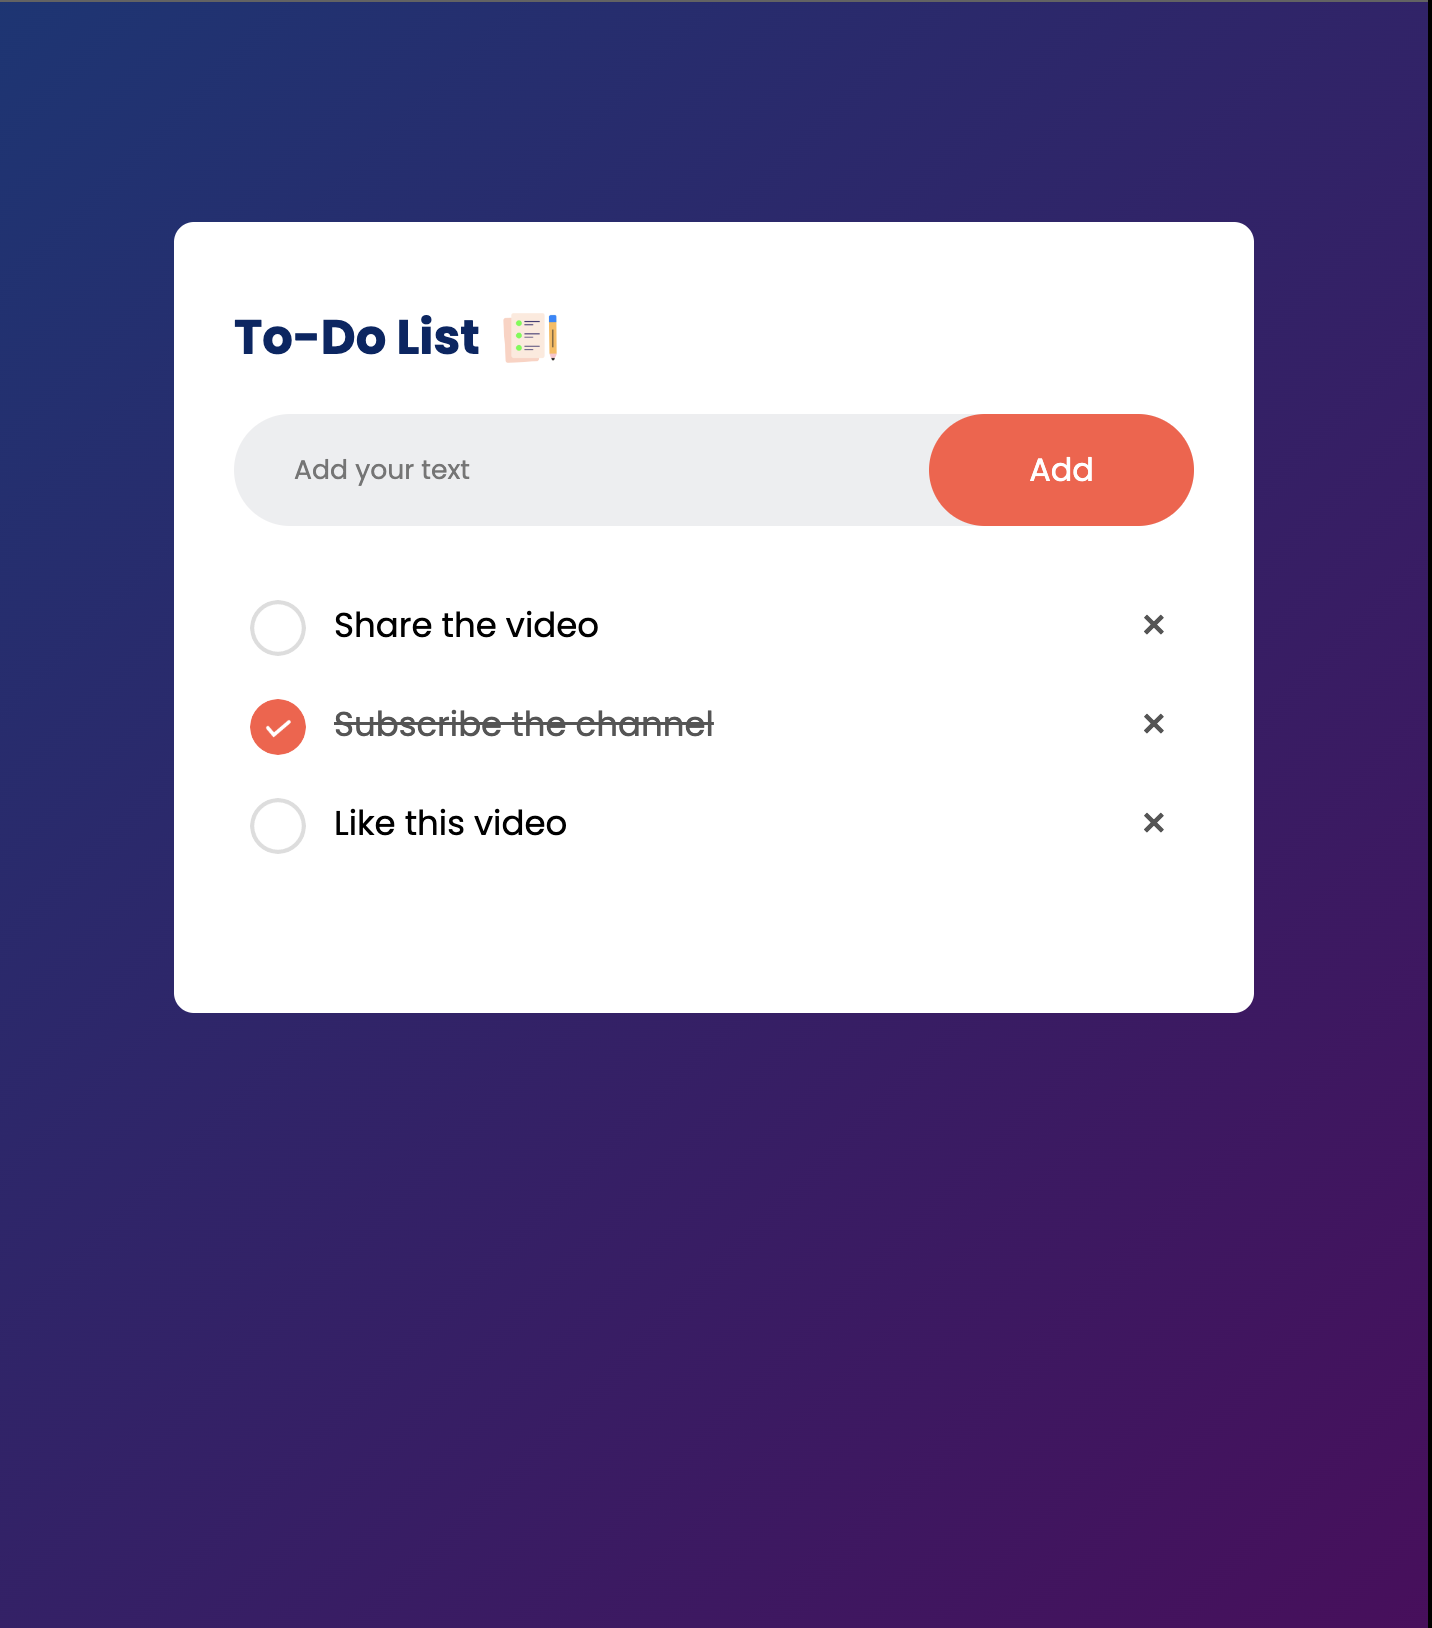 To-Do List
Add your text
Add
Share the video
Subscribe the channel
Like this video